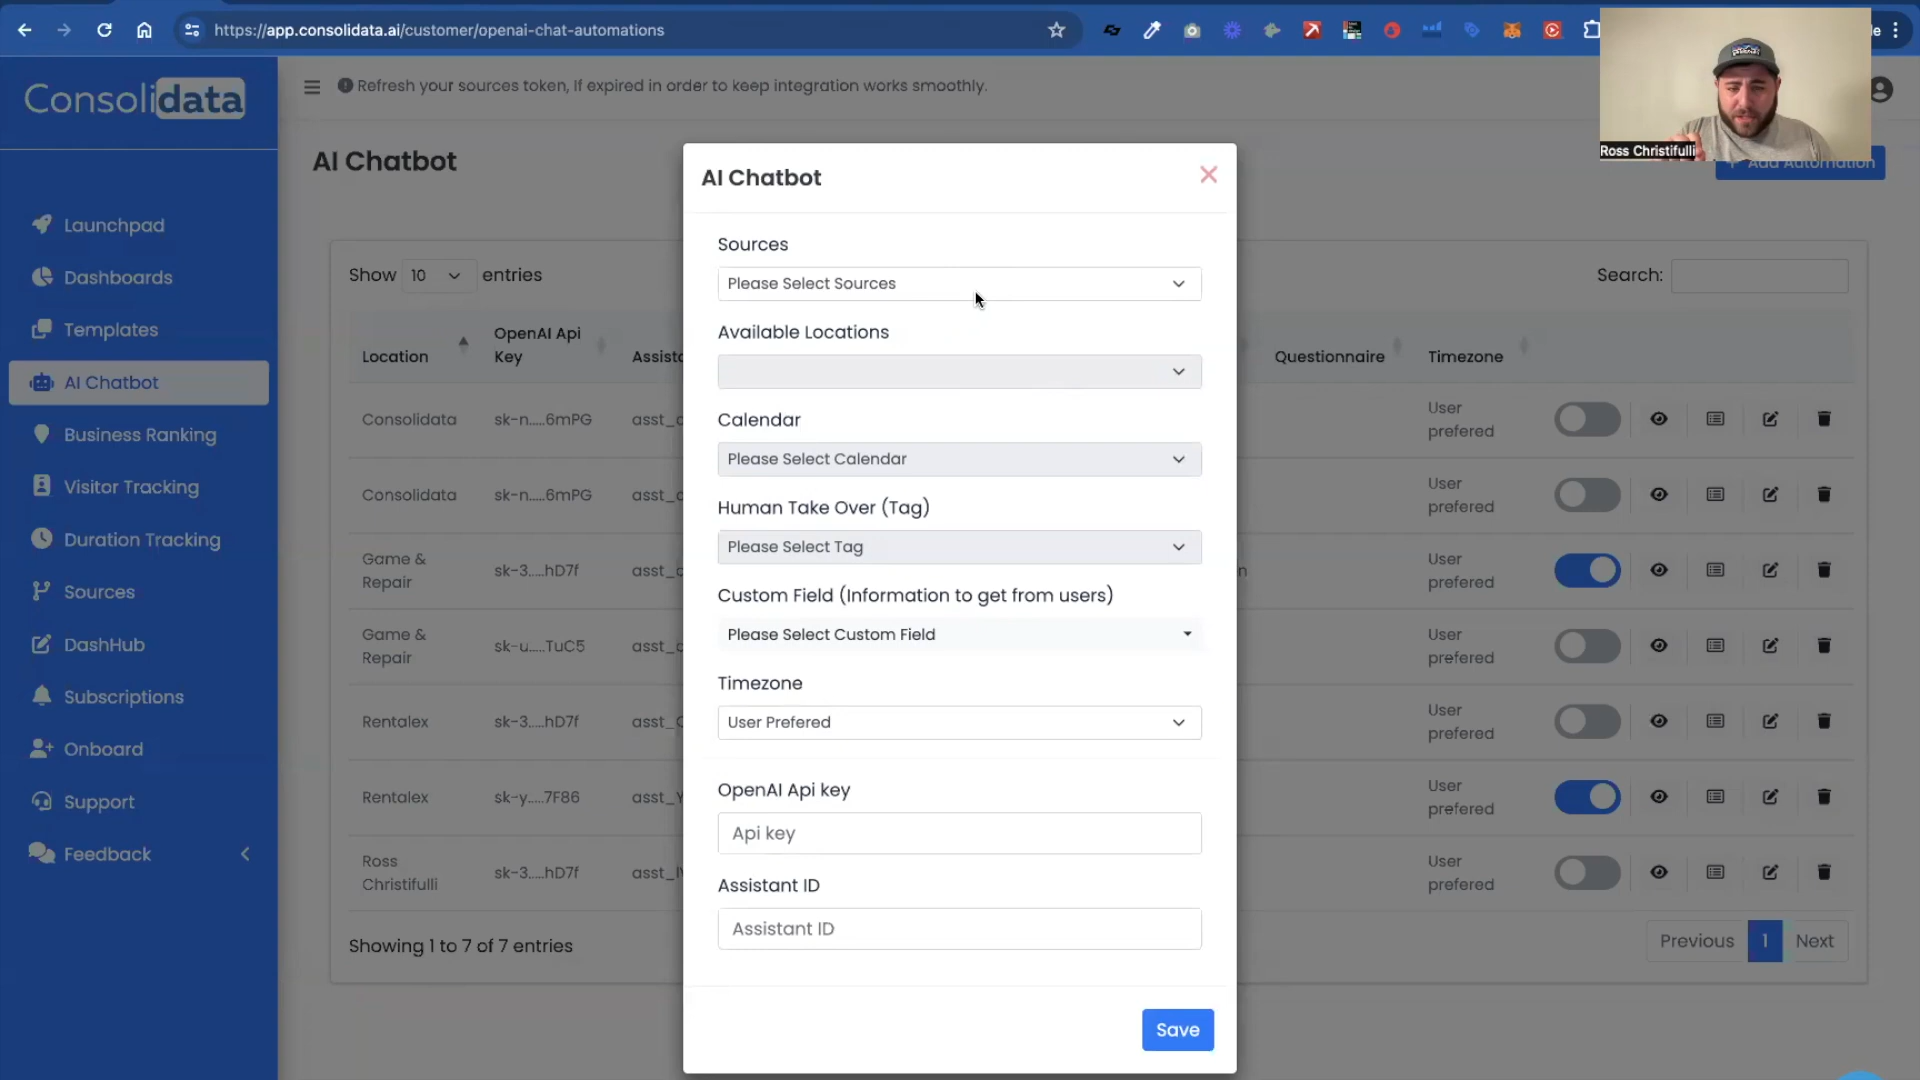 https://app.consolidata.ai/customer/openai-chat-automations
Consolidata
Refresh your sources token, If expired in order to keep integration works smoothly.
Ross Christifulli
AI Chatbot
+ Add Automation
Launchpad
Dashboards
Templates
AI Chatbot
Business Ranking
Visitor Tracking
Duration Tracking
Sources
DashHub
Subscriptions
Onboard
Support
Feedback
Show 10 entries
Search:
Location
OpenAI Api
Key
Questionnaire
Timezone
Consolidata
sk-n.....6mPG
User
prefered
Consolidata
sk-n.....6mPG
User
prefered
Game &
Repair
sk-3.....hD7f
User
prefered
Game &
Repair
sk-u.....TuC5
User
prefered
Rentalex
sk-3.....hD7f
User
prefered
Rentalex
sk-y.....7F86
User
prefered
Ross
Christifulli
sk-3.....hD7f
User
prefered
Showing 1 to 7 of 7 entries
Previous 1 Next
AI Chatbot
Sources
Please Select Sources
Available Locations
Calendar
Please Select Calendar
Human Take Over (Tag)
Please Select Tag
Custom Field (Information to get from users)
Please Select Custom Field
Timezone
User Prefered
OpenAI Api key
Api key
Assistant ID
Assistant ID
Save